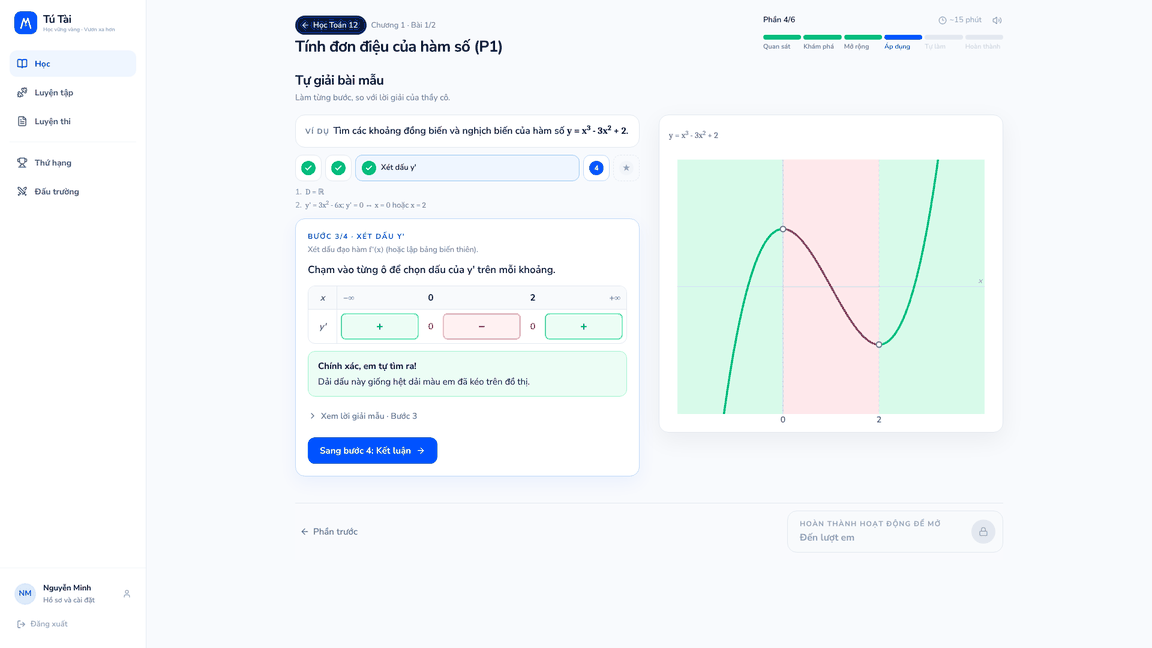 Tú Tài
Học vững vàng · Vươn xa hơn
Học
Luyện tập
Luyện thi
Thứ hạng
Đấu trường
NM
Nguyễn Minh
Hồ sơ và cài đặt
Đăng xuất
← Học Toán 12
Chương 1 · Bài 1/2
Tính đơn điệu của hàm số (P1)
Phần 4/6
~15 phút
Quan sát
Khám phá
Mở rộng
Áp dụng
Tự làm
Hoàn thành
Tự giải bài mẫu
Làm từng bước, so với lời giải của thầy cô.
VÍ DỤ Tìm các khoảng đồng biến và nghịch biến của hàm số y = x³ - 3x² + 2.
Xét dấu y'
4
1. D = ℝ
2. y' = 3x² - 6x; y' = 0 ↔ x = 0 hoặc x = 2
BƯỚC 3/4 · XÉT DẤU Y'
Xét dấu đạo hàm f'(x) (hoặc lập bảng biến thiên).
Chạm vào từng ô để chọn dấu của y' trên mỗi khoảng.
x −∞ 0 2 +∞
y' + 0 − 0 +
Chính xác, em tự tìm ra!
Dải dấu này giống hệt dải màu em đã kéo trên đồ thị.
Xem lời giải mẫu · Bước 3
Sang bước 4: Kết luận →
y = x³ - 3x² + 2
x
0
2
← Phần trước
HOÀN THÀNH HOẠT ĐỘNG ĐỂ MỞ
Đến lượt em